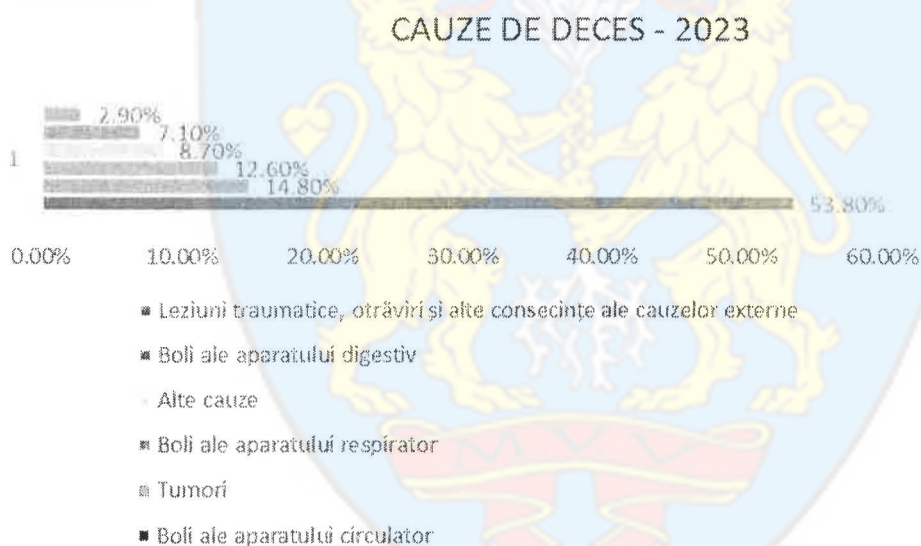 CAUZE DE DECES - 2023
2.90%
7.10%
8.70%
1
12.60%
14.80%
53.80%
0.00% 10.00% 20.00% 30.00% 40.00% 50.00% 60.00%
Leziuni traumatice, otrăviri și alte consecințe ale cauzelor externe
Boli ale aparatului digestiv
Alte cauze
Boli ale aparatului respirator
Tumori
Boli ale aparatului circulator